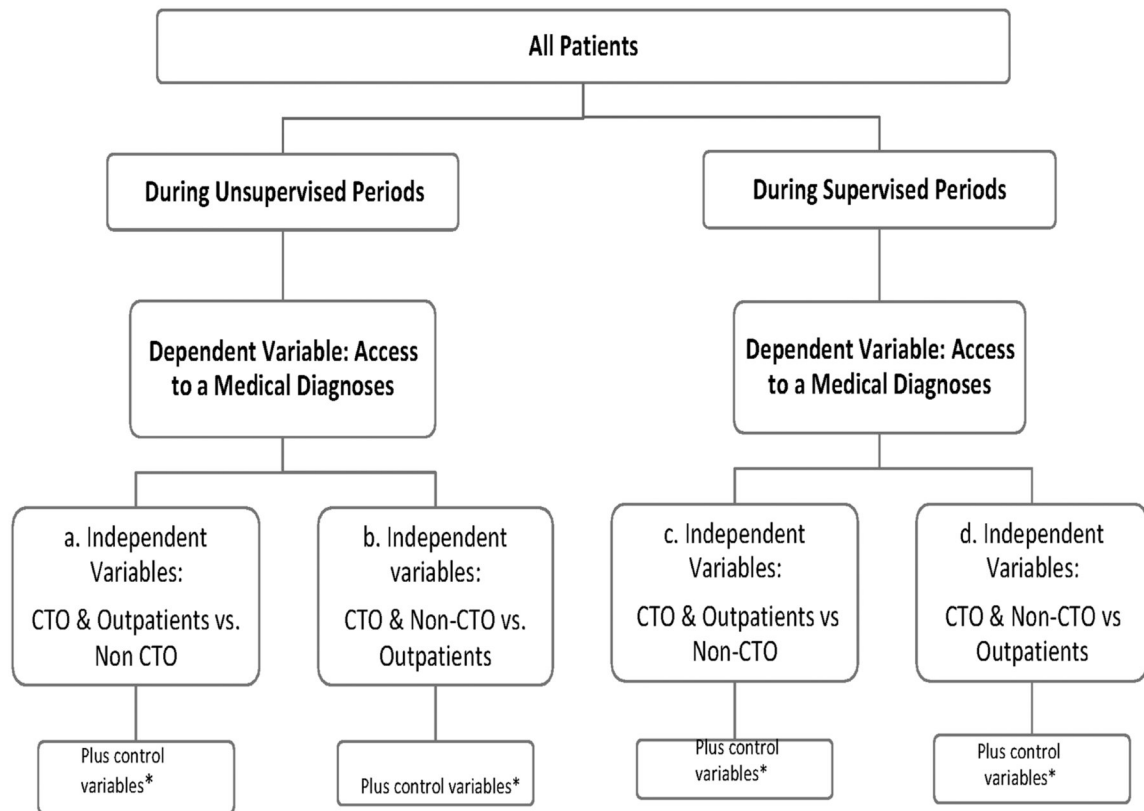 All Patients
During Unsupervised Periods
During Supervised Periods
Dependent Variable: Access
to a Medical Diagnoses
Dependent Variable: Access
to a Medical Diagnoses
a. Independent
Variables:
CTO & Outpatients vs.
Non CTO
b. Independent
variables:
CTO & Non-CTO vs.
Outpatients
c. Independent
Variables:
CTO & Outpatients vs
Non-CTO
d. Independent
Variables:
CTO & Non-CTO vs
Outpatients
Plus control
variables*
Plus control variables*
Plus control
variables*
Plus control
variables*